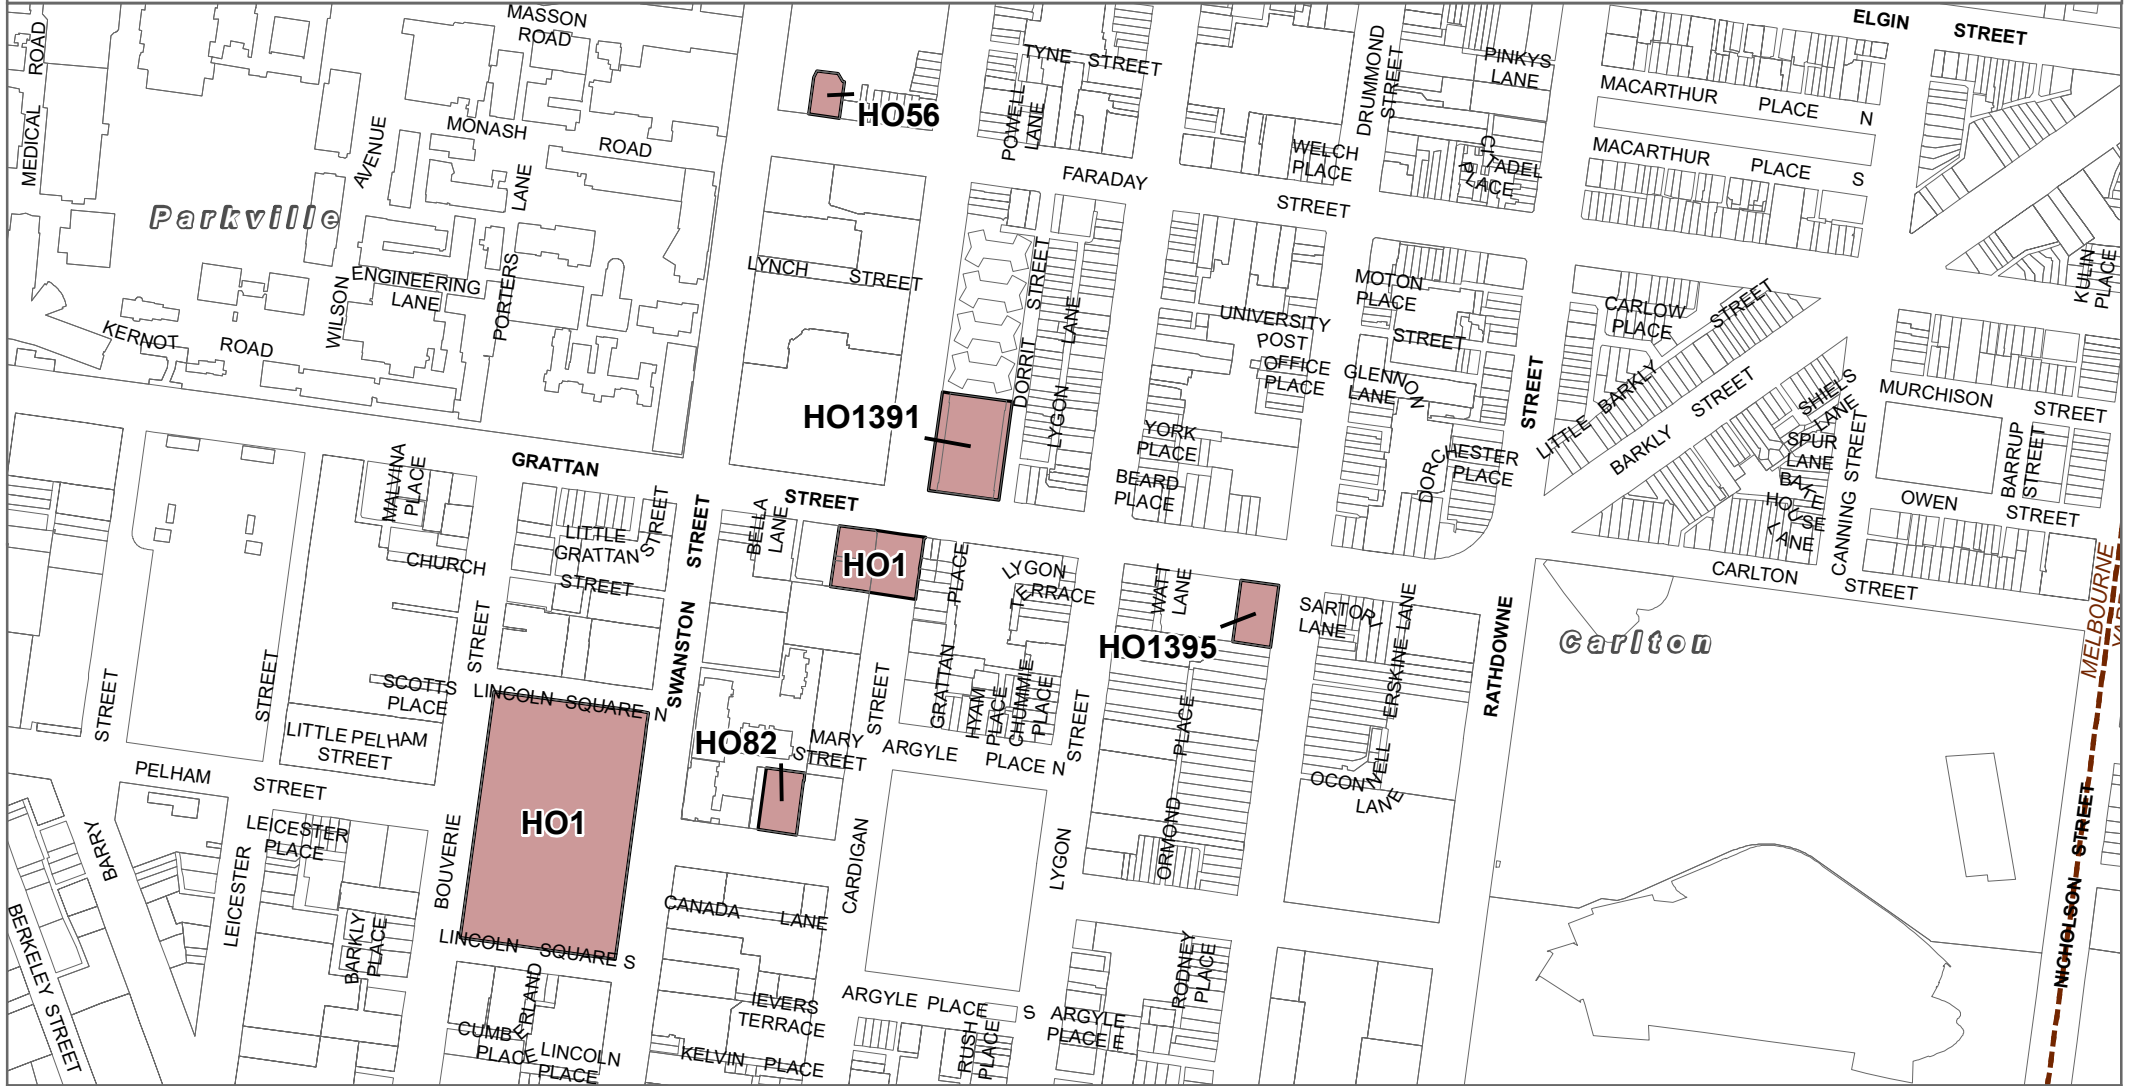 MASSON
ROAD
ELGIN STREET
ROAD
MEDICAL
TYNE STREET
DRUMMOND
STREET
PINKYS
LANE
MACARTHUR PLACE N
HO56
POWELL
LANE
MONASH
ROAD
AVENUE
WELCH
PLACE
CITADEL
PLACE
MACARTHUR PLACE S
LANE
FARADAY
STREET
Parkville
LYNCH STREET
ENGINEERING
LANE
WILSON
PORTERS
DORRIT STREET
LYGON LANE
MOTON
PLACE
STREET
CARLOW
PLACE
KULIN
PLACE
UNIVERSITY
POST
OFFICE
PLACE
KERNOT ROAD
LITTLE BARKLY STREET
GLENNON
LANE
STREET
BARKLY STREET
SHIELS
LANE
MURCHISON STREET
HO1391
YORK
PLACE
DORCHESTER
PLACE
SPUR
LANE
BARRUP
STREET
GRATTAN
STREET
MALVINA
PLACE
BEARD
PLACE
BAKE
HOUSE
LANE
CANNING STREET
OWEN
STREET
BELLA
LANE
LITTLE
GRATTAN
STREET
STREET
CHURCH
STREET
SWANSTON STREET
HO1
PLACE
GRATTAN
LYGON
TERRACE
WATT
LANE
CARLTON
STREET
MELBOURNE
SARTORI
LANE
ERSKINE LANE
HO1395
RATHDOWNE
Carlton
STREET
STREET
SCOTTS
PLACE
LINCOLN SQUARE N
LITTLE PELHAM
STREET
HO82
MARY
STREET
STREET
HYAM
PLACE
CHUMMIE
PLACE
STREET
PLACE
ARGYLE
PLACE N
OCONNELL
LANE
PELHAM
STREET
LEICESTER
PLACE
HO1
BARRY
LEICESTER
BOUVERIE
CARDIGAN
LYGON
ORMOND
NICHOLSON STREET
CANADA LANE
BERKELEY STREET
BARKLY
PLACE
LINCOLN SQUARE S
RODNEY
PLACE
CUMBERLAND
PLACE
LINCOLN
PLACE
IEVERS
TERRACE
KELVIN PLACE
ARGYLE PLACE S
RUSH
PLACE
ARGYLE
PLACE E